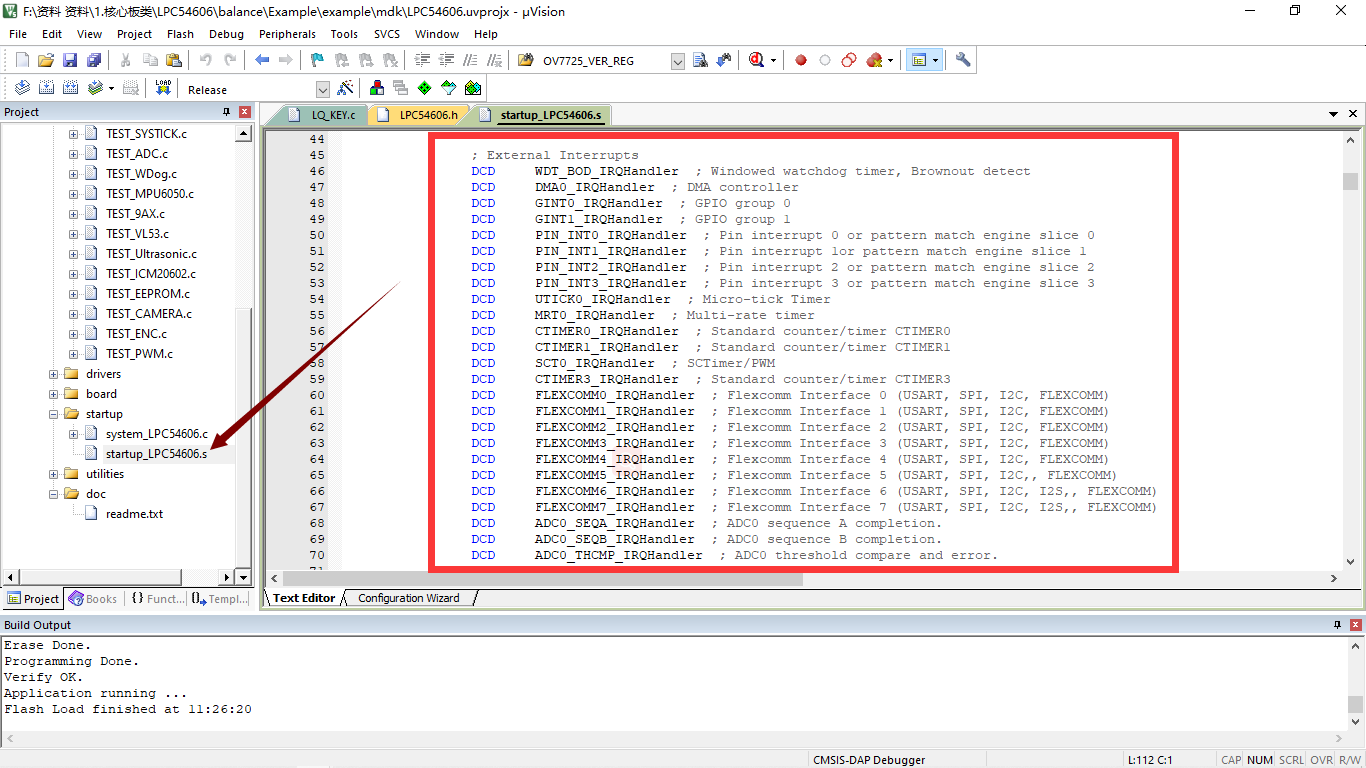 F:\资料 资料\1.核心板类\LPC54606\balance\Example\example\mdk\LPC54606.uvprojx - µVision
File Edit View Project Flash Debug Peripherals Tools SVCS Window Help
OV7725_VER_REG
LOAD Release
Project
LQ_KEY.c LPC54606.h startup_LPC54606.s
TEST_SYSTICK.c
TEST_ADC.c
TEST_WDog.c
TEST_MPU6050.c
TEST_9AX.c
TEST_VL53.c
TEST_Ultrasonic.c
TEST_ICM20602.c
TEST_EEPROM.c
TEST_CAMERA.c
TEST_ENC.c
TEST_PWM.c
drivers
board
startup
system_LPC54606.c
startup_LPC54606.s
utilities
doc
readme.txt
Project Books {} Funct... Templ...
44
45 ; External Interrupts
46 DCD WDT_BOD_IRQHandler ; Windowed watchdog timer, Brownout detect
47 DCD DMA0_IRQHandler ; DMA controller
48 DCD GINT0_IRQHandler ; GPIO group 0
49 DCD GINT1_IRQHandler ; GPIO group 1
50 DCD PIN_INT0_IRQHandler ; Pin interrupt 0 or pattern match engine slice 0
51 DCD PIN_INT1_IRQHandler ; Pin interrupt 1or pattern match engine slice 1
52 DCD PIN_INT2_IRQHandler ; Pin interrupt 2 or pattern match engine slice 2
53 DCD PIN_INT3_IRQHandler ; Pin interrupt 3 or pattern match engine slice 3
54 DCD UTICK0_IRQHandler ; Micro-tick Timer
55 DCD MRT0_IRQHandler ; Multi-rate timer
56 DCD CTIMER0_IRQHandler ; Standard counter/timer CTIMER0
57 DCD CTIMER1_IRQHandler ; Standard counter/timer CTIMER1
58 DCD SCT0_IRQHandler ; SCTimer/PWM
59 DCD CTIMER3_IRQHandler ; Standard counter/timer CTIMER3
60 DCD FLEXCOMM0_IRQHandler ; Flexcomm Interface 0 (USART, SPI, I2C, FLEXCOMM)
61 DCD FLEXCOMM1_IRQHandler ; Flexcomm Interface 1 (USART, SPI, I2C, FLEXCOMM)
62 DCD FLEXCOMM2_IRQHandler ; Flexcomm Interface 2 (USART, SPI, I2C, FLEXCOMM)
63 DCD FLEXCOMM3_IRQHandler ; Flexcomm Interface 3 (USART, SPI, I2C, FLEXCOMM)
64 DCD FLEXCOMM4_IRQHandler ; Flexcomm Interface 4 (USART, SPI, I2C, FLEXCOMM)
65 DCD FLEXCOMM5_IRQHandler ; Flexcomm Interface 5 (USART, SPI, I2C,, FLEXCOMM)
66 DCD FLEXCOMM6_IRQHandler ; Flexcomm Interface 6 (USART, SPI, I2C, I2S,, FLEXCOMM)
67 DCD FLEXCOMM7_IRQHandler ; Flexcomm Interface 7 (USART, SPI, I2C, I2S,, FLEXCOMM)
68 DCD ADC0_SEQA_IRQHandler ; ADC0 sequence A completion.
69 DCD ADC0_SEQB_IRQHandler ; ADC0 sequence B completion.
70 DCD ADC0_THCMP_IRQHandler ; ADC0 threshold compare and error.
Text Editor Configuration Wizard
Build Output
Erase Done.
Programming Done.
Verify OK.
Application running ...
Flash Load finished at 11:26:20
CMSIS-DAP Debugger L:112 C:1 CAP NUM SCRL OVR R/W